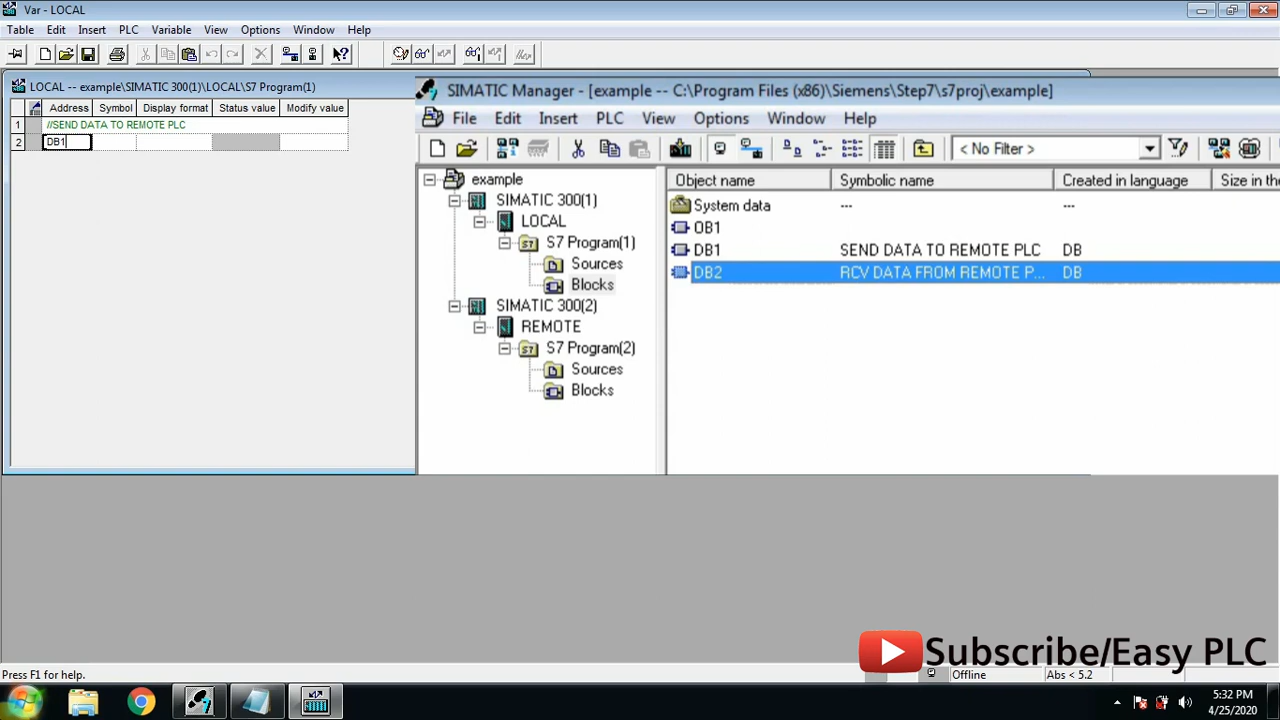 Var - LOCAL
Table Edit Insert PLC Variable View Options Window Help
LOCAL -- example\SIMATIC 300(1)\LOCAL\S7 Program(1)
Address Symbol Display format Status value Modify value
1 //SEND DATA TO REMOTE PLC
2 DB1
SIMATIC Manager - [example -- C:\Program Files (x86)\Siemens\Step7\s7proj\example]
File Edit Insert PLC View Options Window Help
< No Filter >
example
SIMATIC 300(1)
LOCAL
S7 Program(1)
Sources
Blocks
SIMATIC 300(2)
REMOTE
S7 Program(2)
Sources
Blocks
Object name Symbolic name Created in language Size in the
System data --- ---
OB1
DB1 SEND DATA TO REMOTE PLC DB
DB2 RCV DATA FROM REMOTE P... DB
Subscribe/Easy PLC
Press F1 for help.
Offline Abs < 5.2
5:32 PM
4/25/2020